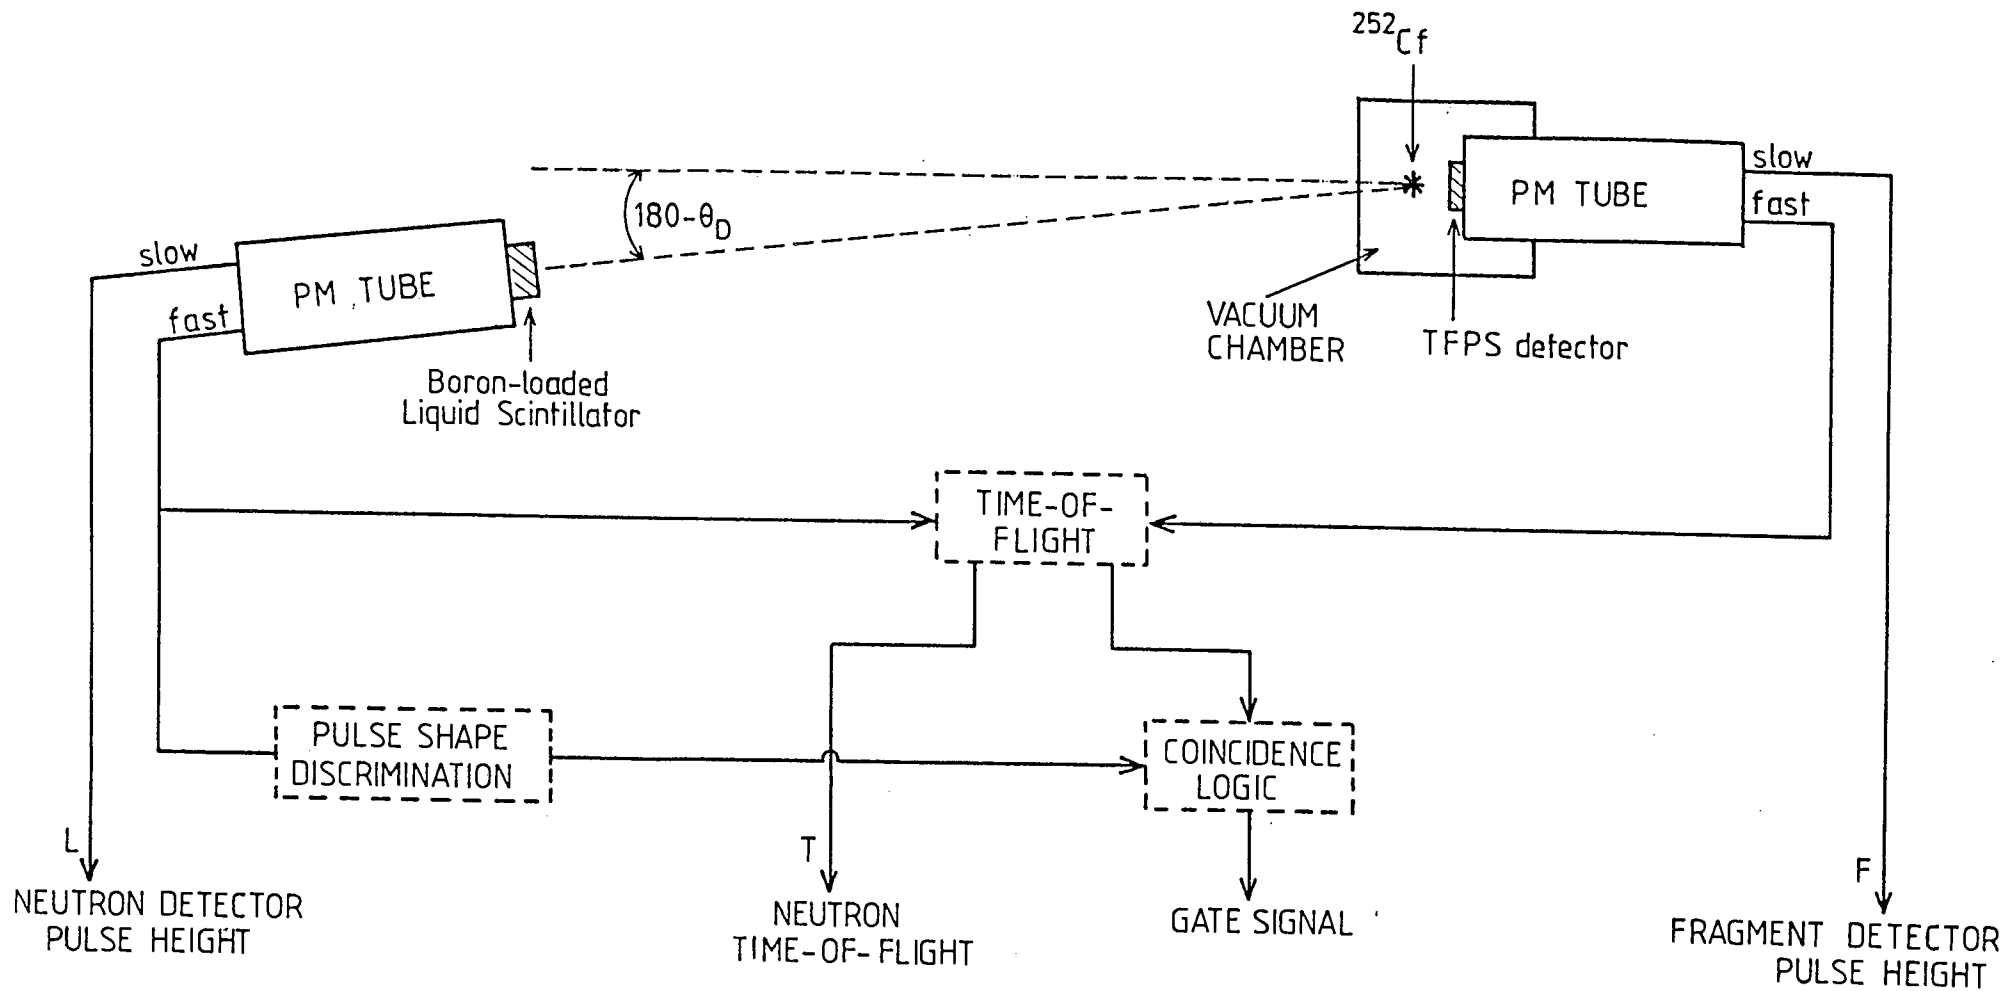 ²⁵²Cf
slow
fast
PM TUBE
180-θ_D
slow
fast
PM TUBE
VACUUM
CHAMBER
TFPS detector
Boron-loaded
Liquid Scintillator
TIME-OF-
FLIGHT
PULSE SHAPE
DISCRIMINATION
COINCIDENCE
LOGIC
L
T
F
NEUTRON DETECTOR
PULSE HEIGHT
NEUTRON
TIME-OF-FLIGHT
GATE SIGNAL
FRAGMENT DETECTOR
PULSE HEIGHT